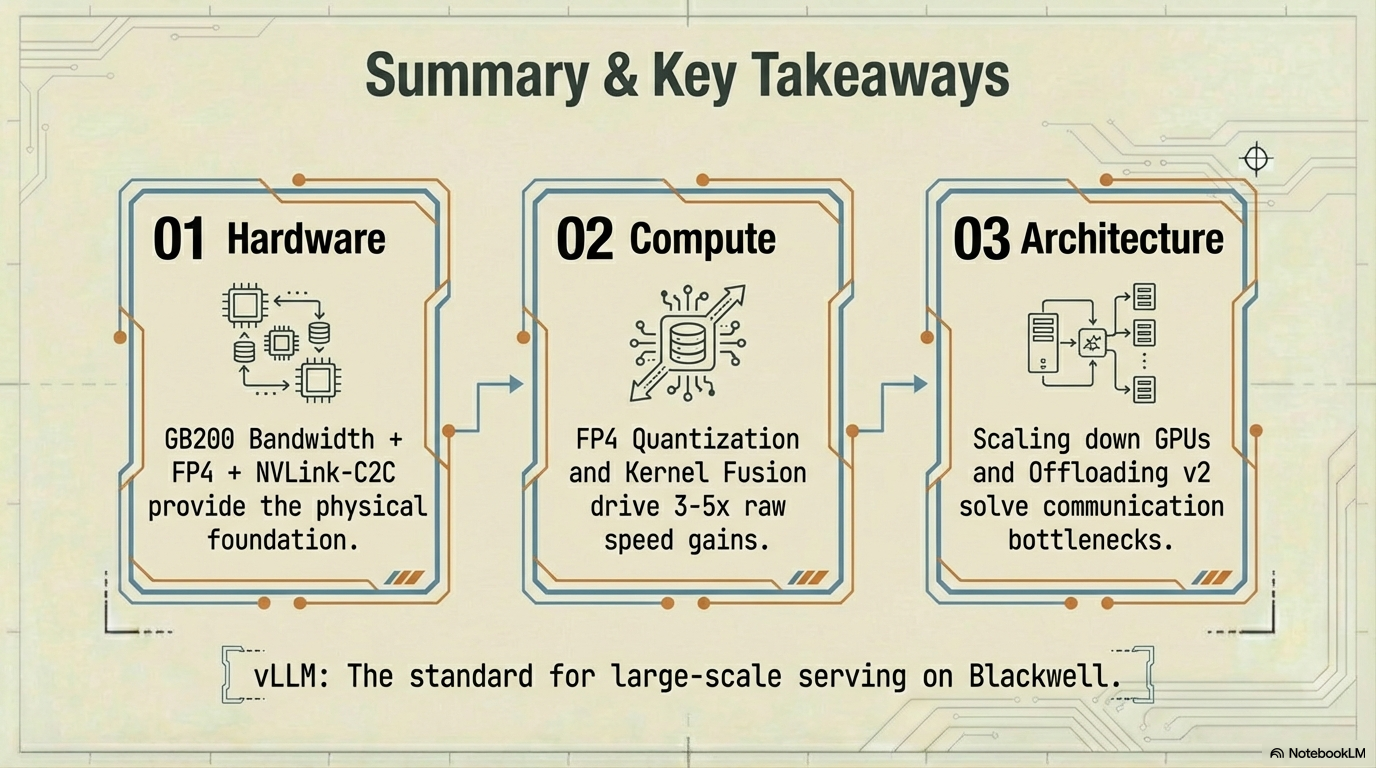 Summary & Key Takeaways
01 Hardware
GB200 Bandwidth +
FP4 + NVLink-C2C
provide the physical
foundation.
02 Compute
FP4 Quantization
and Kernel Fusion
drive 3-5x raw
speed gains.
03 Architecture
Scaling down GPUs
and Offloading v2
solve communication
bottlenecks.
vLLM: The standard for large-scale serving on Blackwell.
NotebookLM